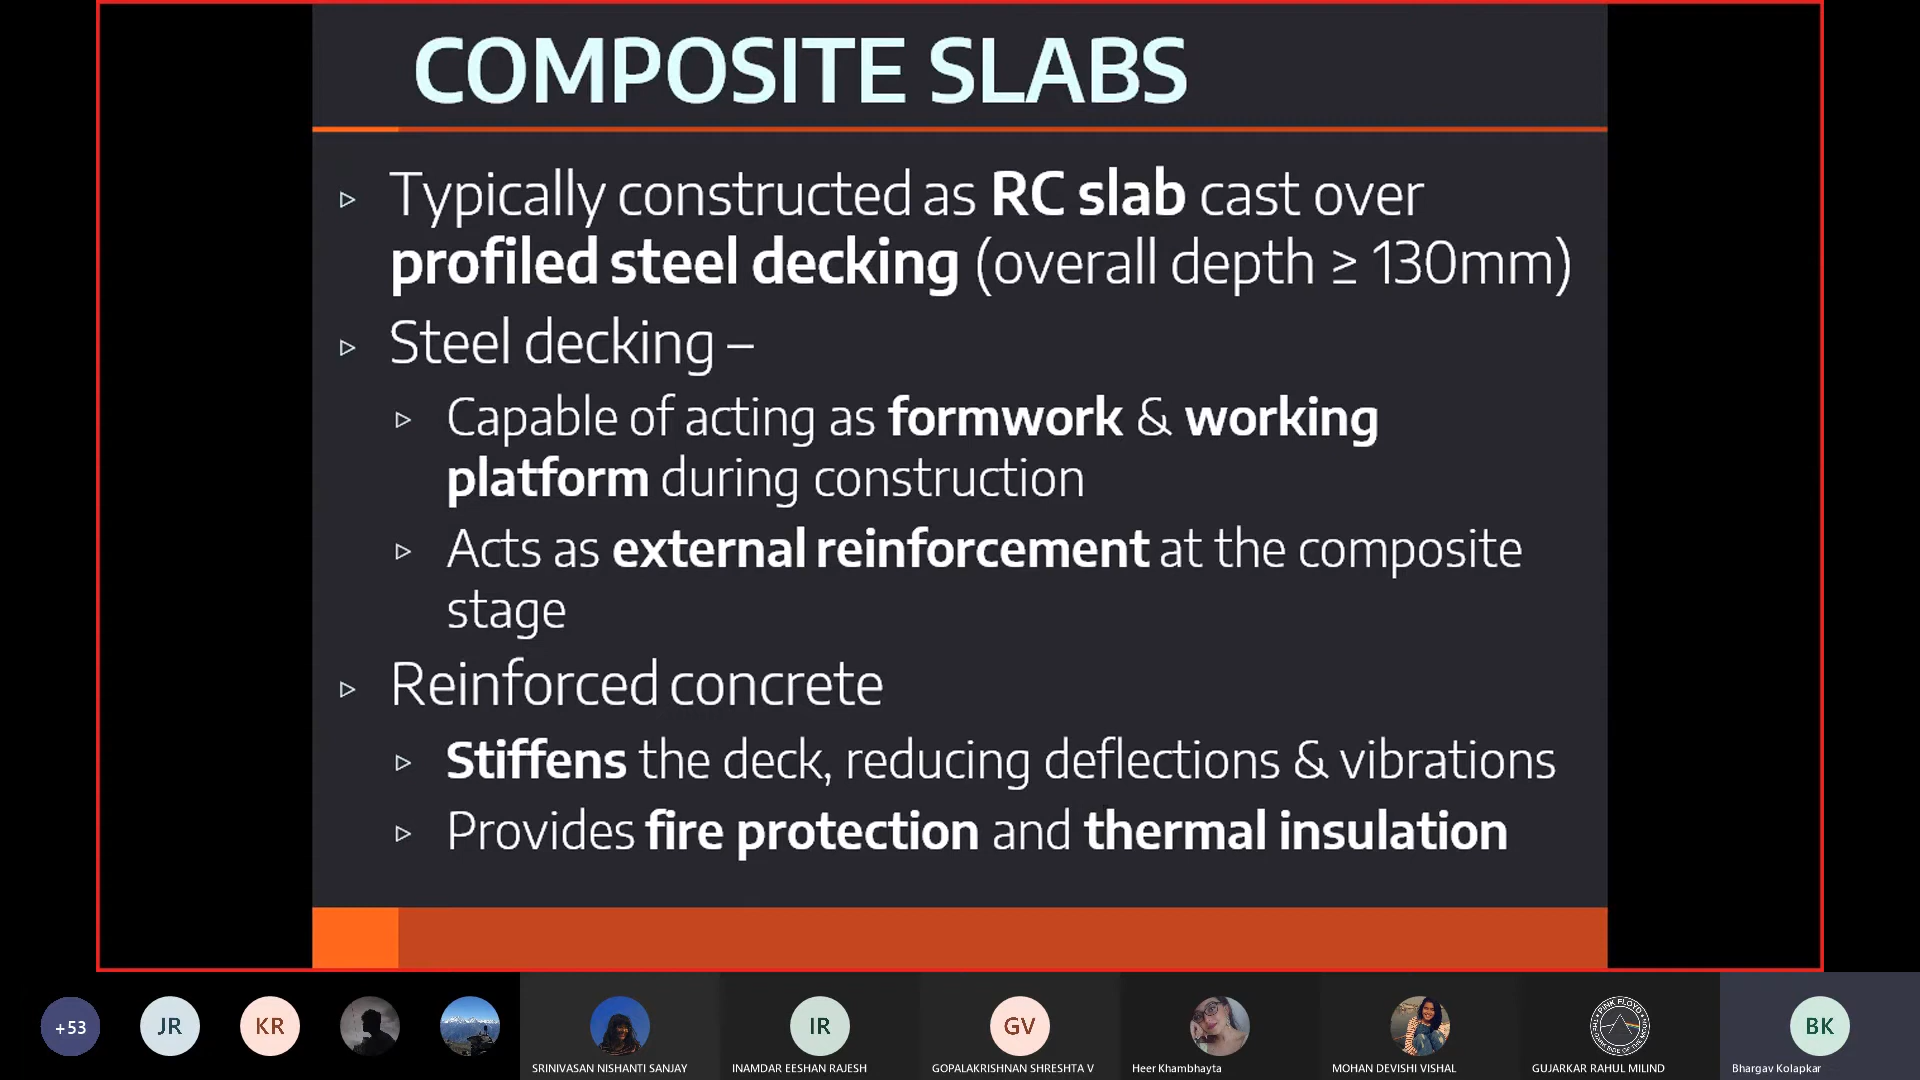 COMPOSITE SLABS
Typically constructed as RC slab cast over
profiled steel decking (overall depth ≥ 130mm)
Steel decking –
Capable of acting as formwork & working
platform during construction
Acts as external reinforcement at the composite
stage
Reinforced concrete
Stiffens the deck, reducing deflections & vibrations
Provides fire protection and thermal insulation
+53
JR
KR
IR
GV
PINK FLOYD
BK
SRINIVASAN NISHANTI SANJAY
INAMDAR EESHAN RAJESH
GOPALAKRISHNAN SHRESHTA V
Heer Khambhayta
MOHAN DEVISHI VISHAL
GUJARKAR RAHUL MILIND
Bhargav Kolapkar